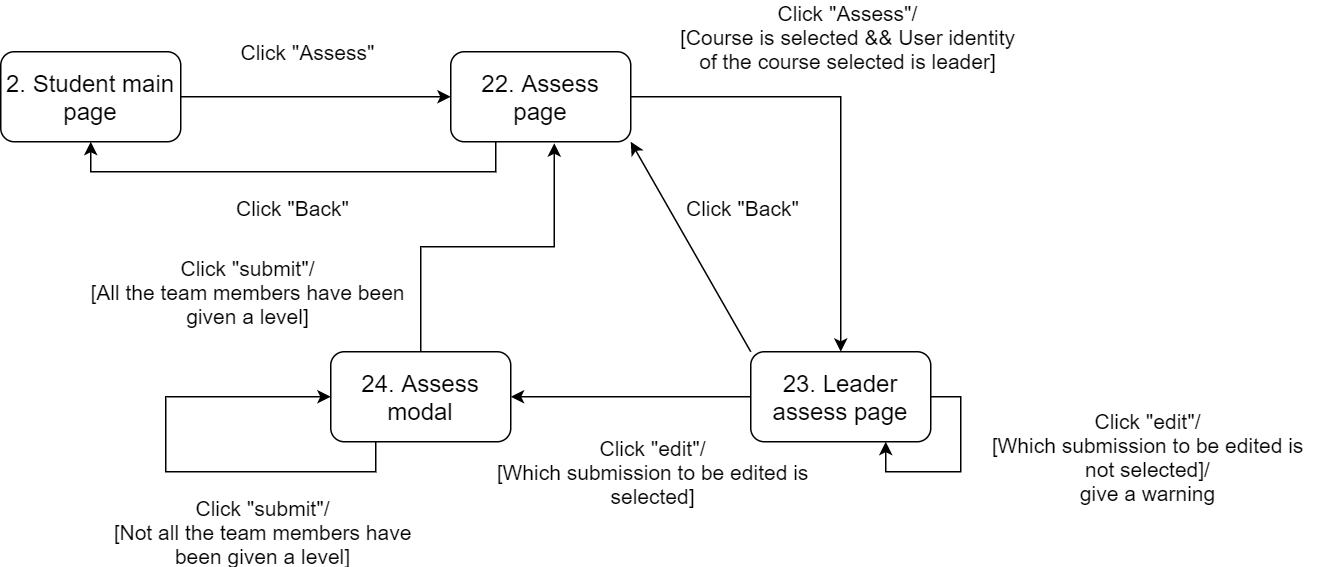 Click "Assess"/
[Course is selected && User identity
of the course selected is leader]
Click "Assess"
2. Student main
page
22. Assess
page
Click "Back"
Click "Back"
Click "submit"/
[All the team members have been
given a level]
24. Assess
modal
23. Leader
assess page
Click "edit"/
[Which submission to be edited is
selected]
Click "edit"/
[Which submission to be edited is
not selected]/
give a warning
Click "submit"/
[Not all the team members have
been given a level]